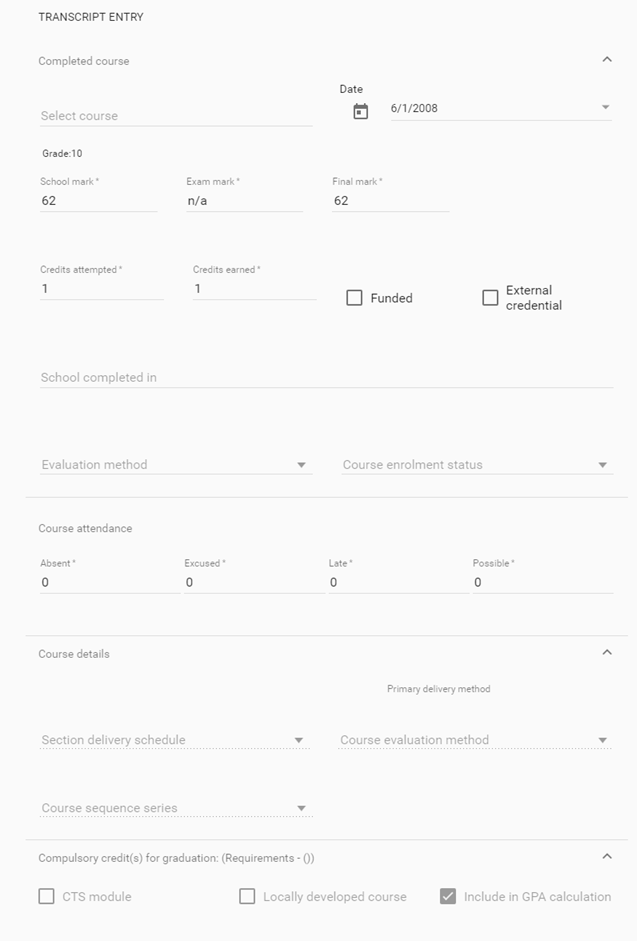 TRANSCRIPT ENTRY
Completed course
Date
Select course
6/1/2008
Grade:10
School mark * Exam mark * Final mark *
62 n/a 62
Credits attempted * Credits earned *
1 1
Funded
External
credential
School completed in
Evaluation method Course enrolment status
Course attendance
Absent * Excused * Late * Possible *
0 0 0 0
Course details
Primary delivery method
Section delivery schedule Course evaluation method
Course sequence series
Compulsory credit(s) for graduation: (Requirements - ())
CTS module Locally developed course Include in GPA calculation